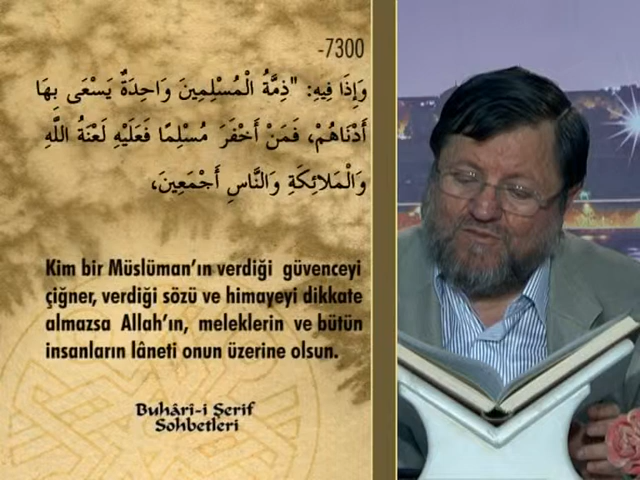 -7300
وَإِذَا فِيهِ: "ذِمَّةُ الْمُسْلِمِينَ وَاحِدَةٌ يَسْعَى بِهَا
أَدْنَاهُمْ، فَمَنْ أَخْفَرَ مُسْلِمًا فَعَلَيْهِ لَعْنَةُ اللَّهِ
وَالْمَلَائِكَةِ وَالنَّاسِ أَجْمَعِينَ،
Kim bir Müslüman'ın verdiği güvenceyi
çiğner, verdiği sözü ve himayeyi dikkate
almazsa Allah'ın, meleklerin ve bütün
insanların lâneti onun üzerine olsun.
Buhârî-i Şerif
Sohbetleri